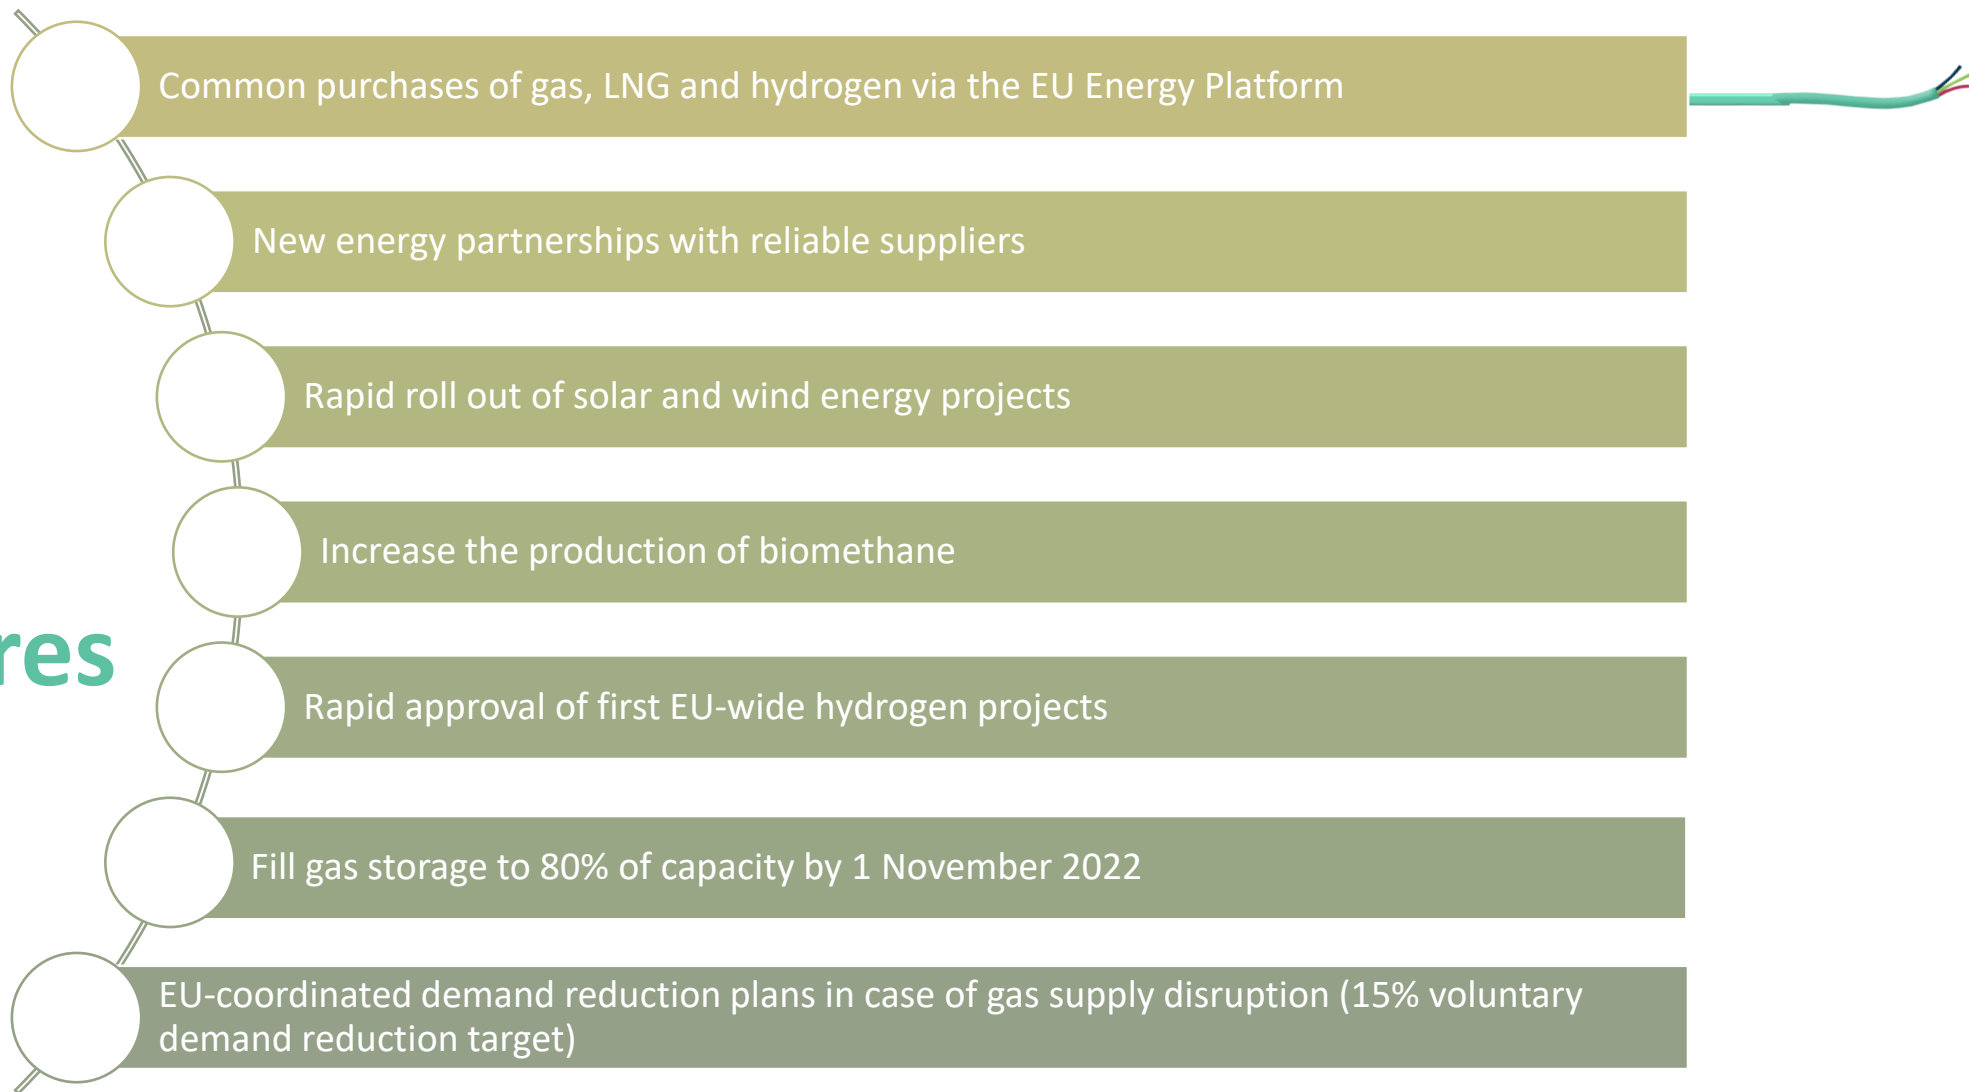 Common purchases of gas, LNG and hydrogen via the EU Energy Platform
New energy partnerships with reliable suppliers
Rapid roll out of solar and wind energy projects
Increase the production of biomethane
res
Rapid approval of first EU-wide hydrogen projects
Fill gas storage to 80% of capacity by 1 November 2022
EU-coordinated demand reduction plans in case of gas supply disruption (15% voluntary
demand reduction target)